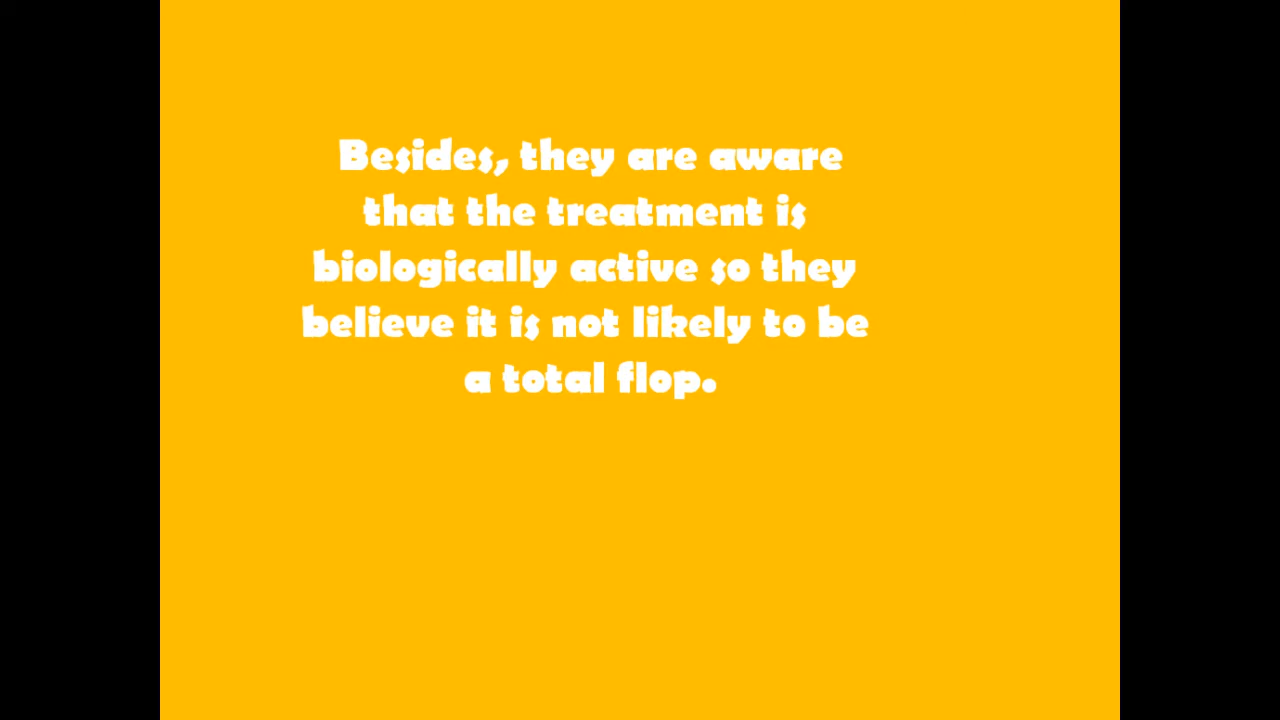 Besides, they are aware
that the treatment is
biologically active so they
believe it is not likely to be
a total flop.